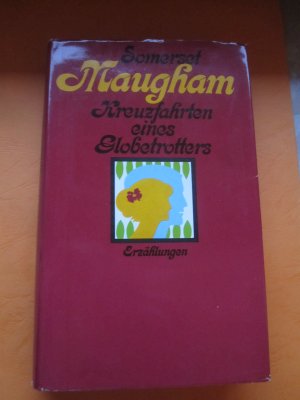 Somerset
Maugham
Kreuzfahrten
eines
Globetrotters
Erzählungen